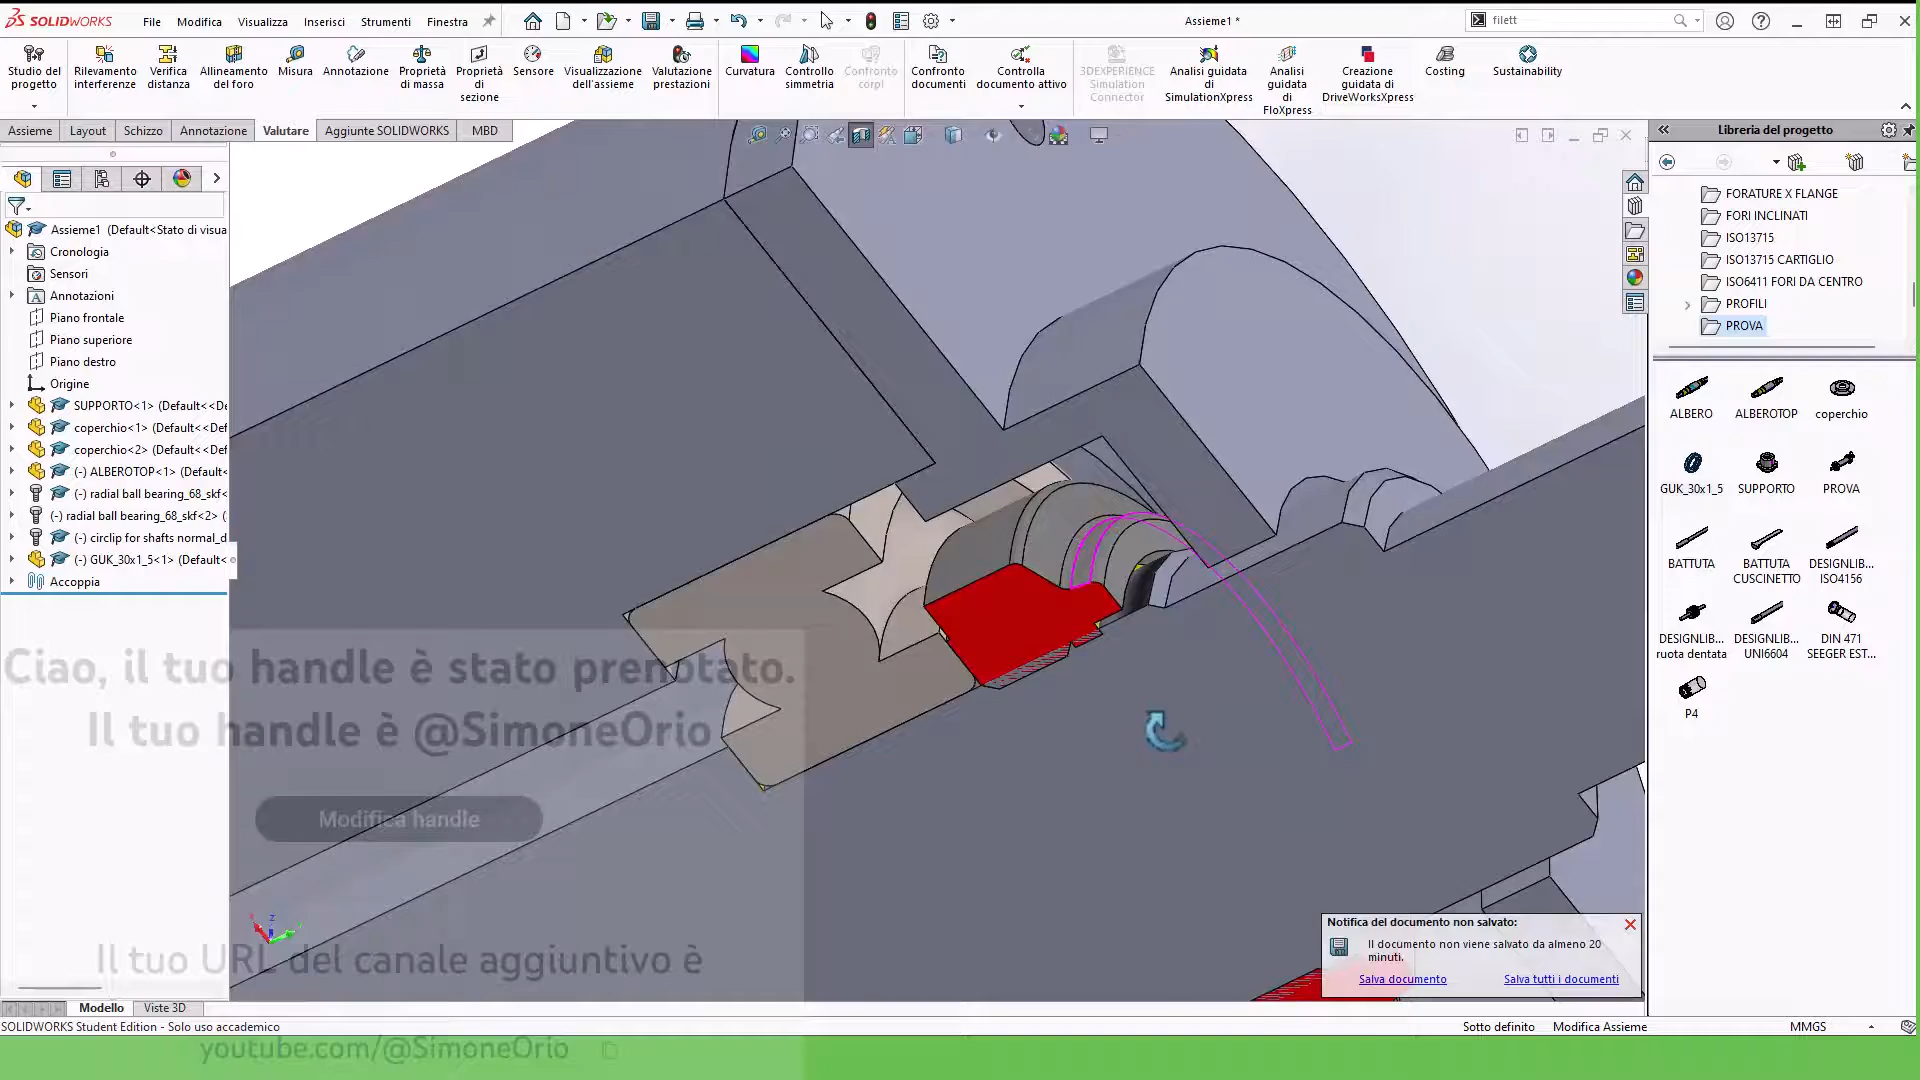 SOLIDWORKS
File Modifica Visualizza Inserisci Strumenti Finestra
Assieme1 *
filett
Studio del progetto
Rilevamento interferenze
Verifica distanza
Allineamento del foro
Misura
Annotazione
Proprietà di massa
Proprietà di sezione
Sensore
Visualizzazione dell'assieme
Valutazione prestazioni
Curvatura
Controllo simmetria
Confronto corpi
Confronto documenti
Controlla documento attivo
3DEXPERIENCE Simulation Connector
Analisi guidata di SimulationXpress
Analisi guidata di FloXpress
Creazione guidata di DriveWorksXpress
Costing
Sustainability
Assieme Layout Schizzo Annotazione Valutare Aggiunte SOLIDWORKS MBD
Assieme1 (Default<Stato di visua
Cronologia
Sensori
Annotazioni
Piano frontale
Piano superiore
Piano destro
Origine
SUPPORTO<1> (Default<<De
coperchio<1> (Default<<Def
coperchio<2> (Default<<Def
(-) ALBEROTOP<1> (Default<
(-) radial ball bearing_68_skf<
(-) radial ball bearing_68_skf<2> (
(-) circlip for shafts normal_d
(-) GUK_30x1_5<1> (Default<
Accoppia
Libreria del progetto
FORATURE X FLANGE
FORI INCLINATI
ISO13715
ISO13715 CARTIGLIO
ISO6411 FORI DA CENTRO
PROFILI
PROVA
ALBERO ALBEROTOP coperchio
GUK_30x1_5 SUPPORTO PROVA
BATTUTA
BATTUTA CUSCINETTO
DESIGNLIB... ISO4156
DESIGNLIB... ruota dentata
DESIGNLIB... UNI6604
DIN 471 SEEGER EST...
P4
Ciao, il tuo handle è stato prenotato.
Il tuo handle è @SimoneOrio
Modifica handle
Il tuo URL del canale aggiuntivo è
youtube.com/@SimoneOrio
Z
Notifica del documento non salvato:
Il documento non viene salvato da almeno 20
minuti.
Salva documento Salva tutti i documenti
Modello Viste 3D
SOLIDWORKS Student Edition - Solo uso accademico
Sotto definito Modifica Assieme MMGS